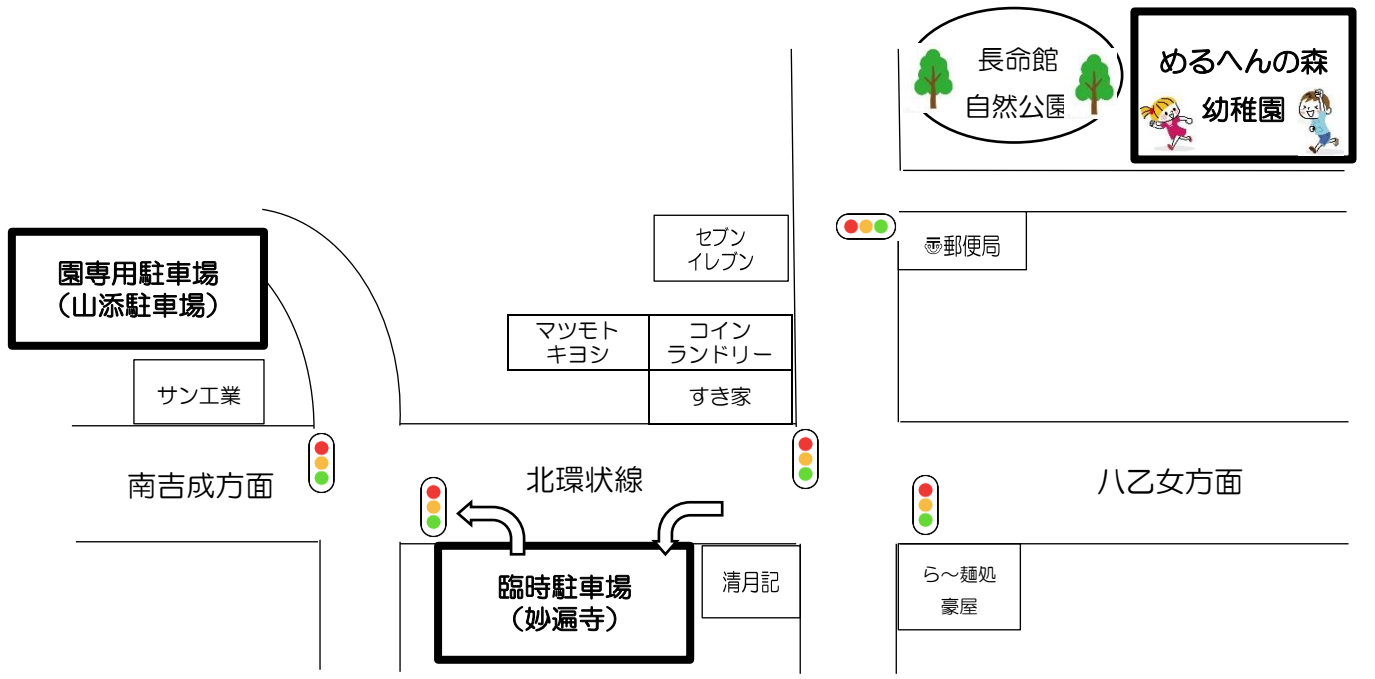 長命館
自然公園
めるへんの森
幼稚園
セブン
イレブン
〠郵便局
園専用駐車場
（山添駐車場）
マツモト
キヨシ
コイン
ランドリー
サン工業
すき家
南吉成方面
北環状線
八乙女方面
臨時駐車場
（妙遍寺）
清月記
ら～麺処
豪屋